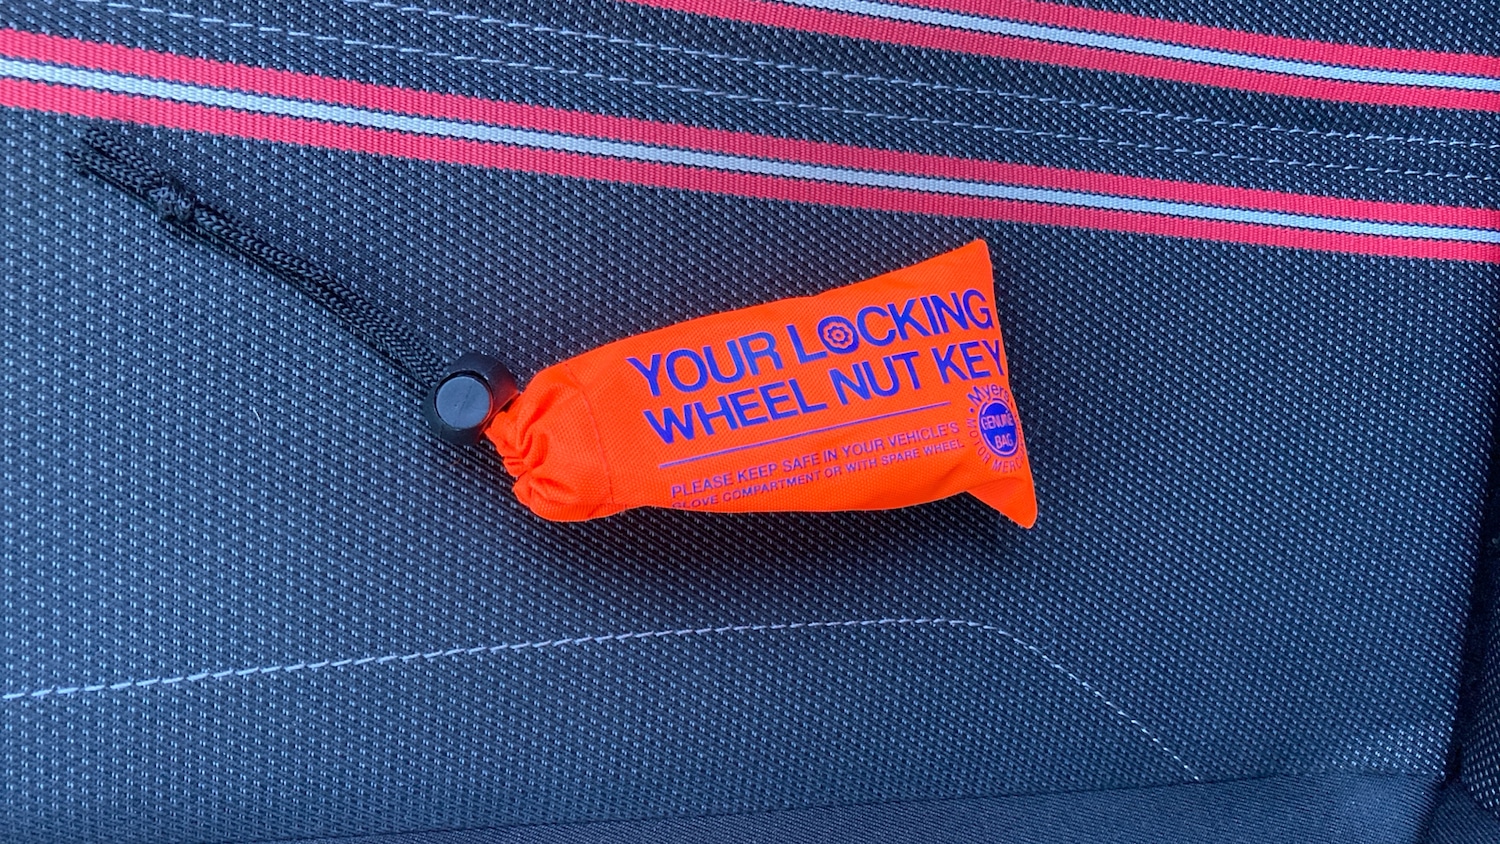 YOUR LOCKING
WHEEL NUT KEY
PLEASE KEEP SAFE IN YOUR VEHICLE'S
GLOVE COMPARTMENT OR WITH SPARE WHEEL
GENUINE
BAG